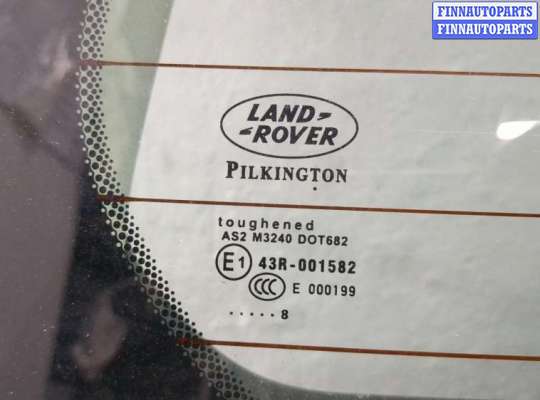 FINNAUTOPARTS
FINNAUTOPARTS
LAND-
-ROVER
PILKINGTON
toughened
AS2 M3240 DOT682
E1 43R-001582
CCC E 000199
.....8